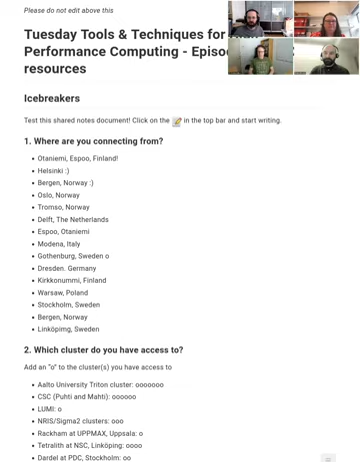 Please do not edit above this
Tuesday Tools & Techniques for
Performance Computing - Episo
resources
Icebreakers
Test this shared notes document! Click on the 📝 in the top bar and start writing.
1. Where are you connecting from?
• Otaniemi, Espoo, Finland!
• Helsinki :)
• Bergen, Norway :)
• Oslo, Norway
• Tromso, Norway
• Delft, The Netherlands
• Espoo, Otaniemi
• Modena, Italy
• Gothenburg, Sweden o
• Dresden. Germany
• Kirkkonummi, Finland
• Warsaw, Poland
• Stockholm, Sweden
• Bergen, Norway
• Linköpimg, Sweden
2. Which cluster do you have access to?
Add an "o" to the cluster(s) you have access to
• Aalto University Triton cluster: ooooooo
• CSC (Puhti and Mahti): oooooo
• LUMI: o
• NRIS/Sigma2 clusters: ooo
• Rackham at UPPMAX, Uppsala: o
• Tetralith at NSC, Linköping: oooo
• Dardel at PDC, Stockholm: oo